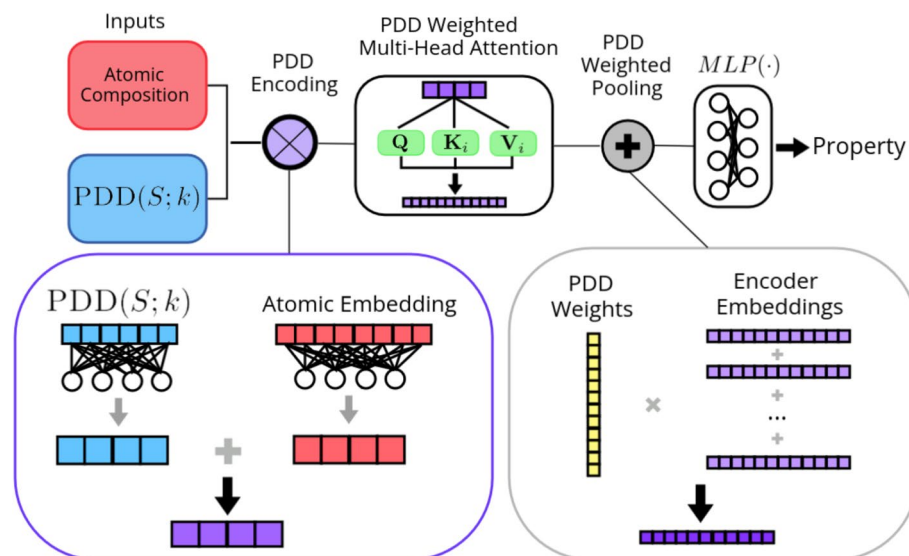 Inputs
Atomic
Composition
PDD(S; k)
PDD
Encoding
PDD Weighted
Multi-Head Attention
Q
K_i
V_i
PDD
Weighted
Pooling
MLP(·)
Property
PDD(S; k)
Atomic Embedding
PDD
Weights
Encoder
Embeddings
...